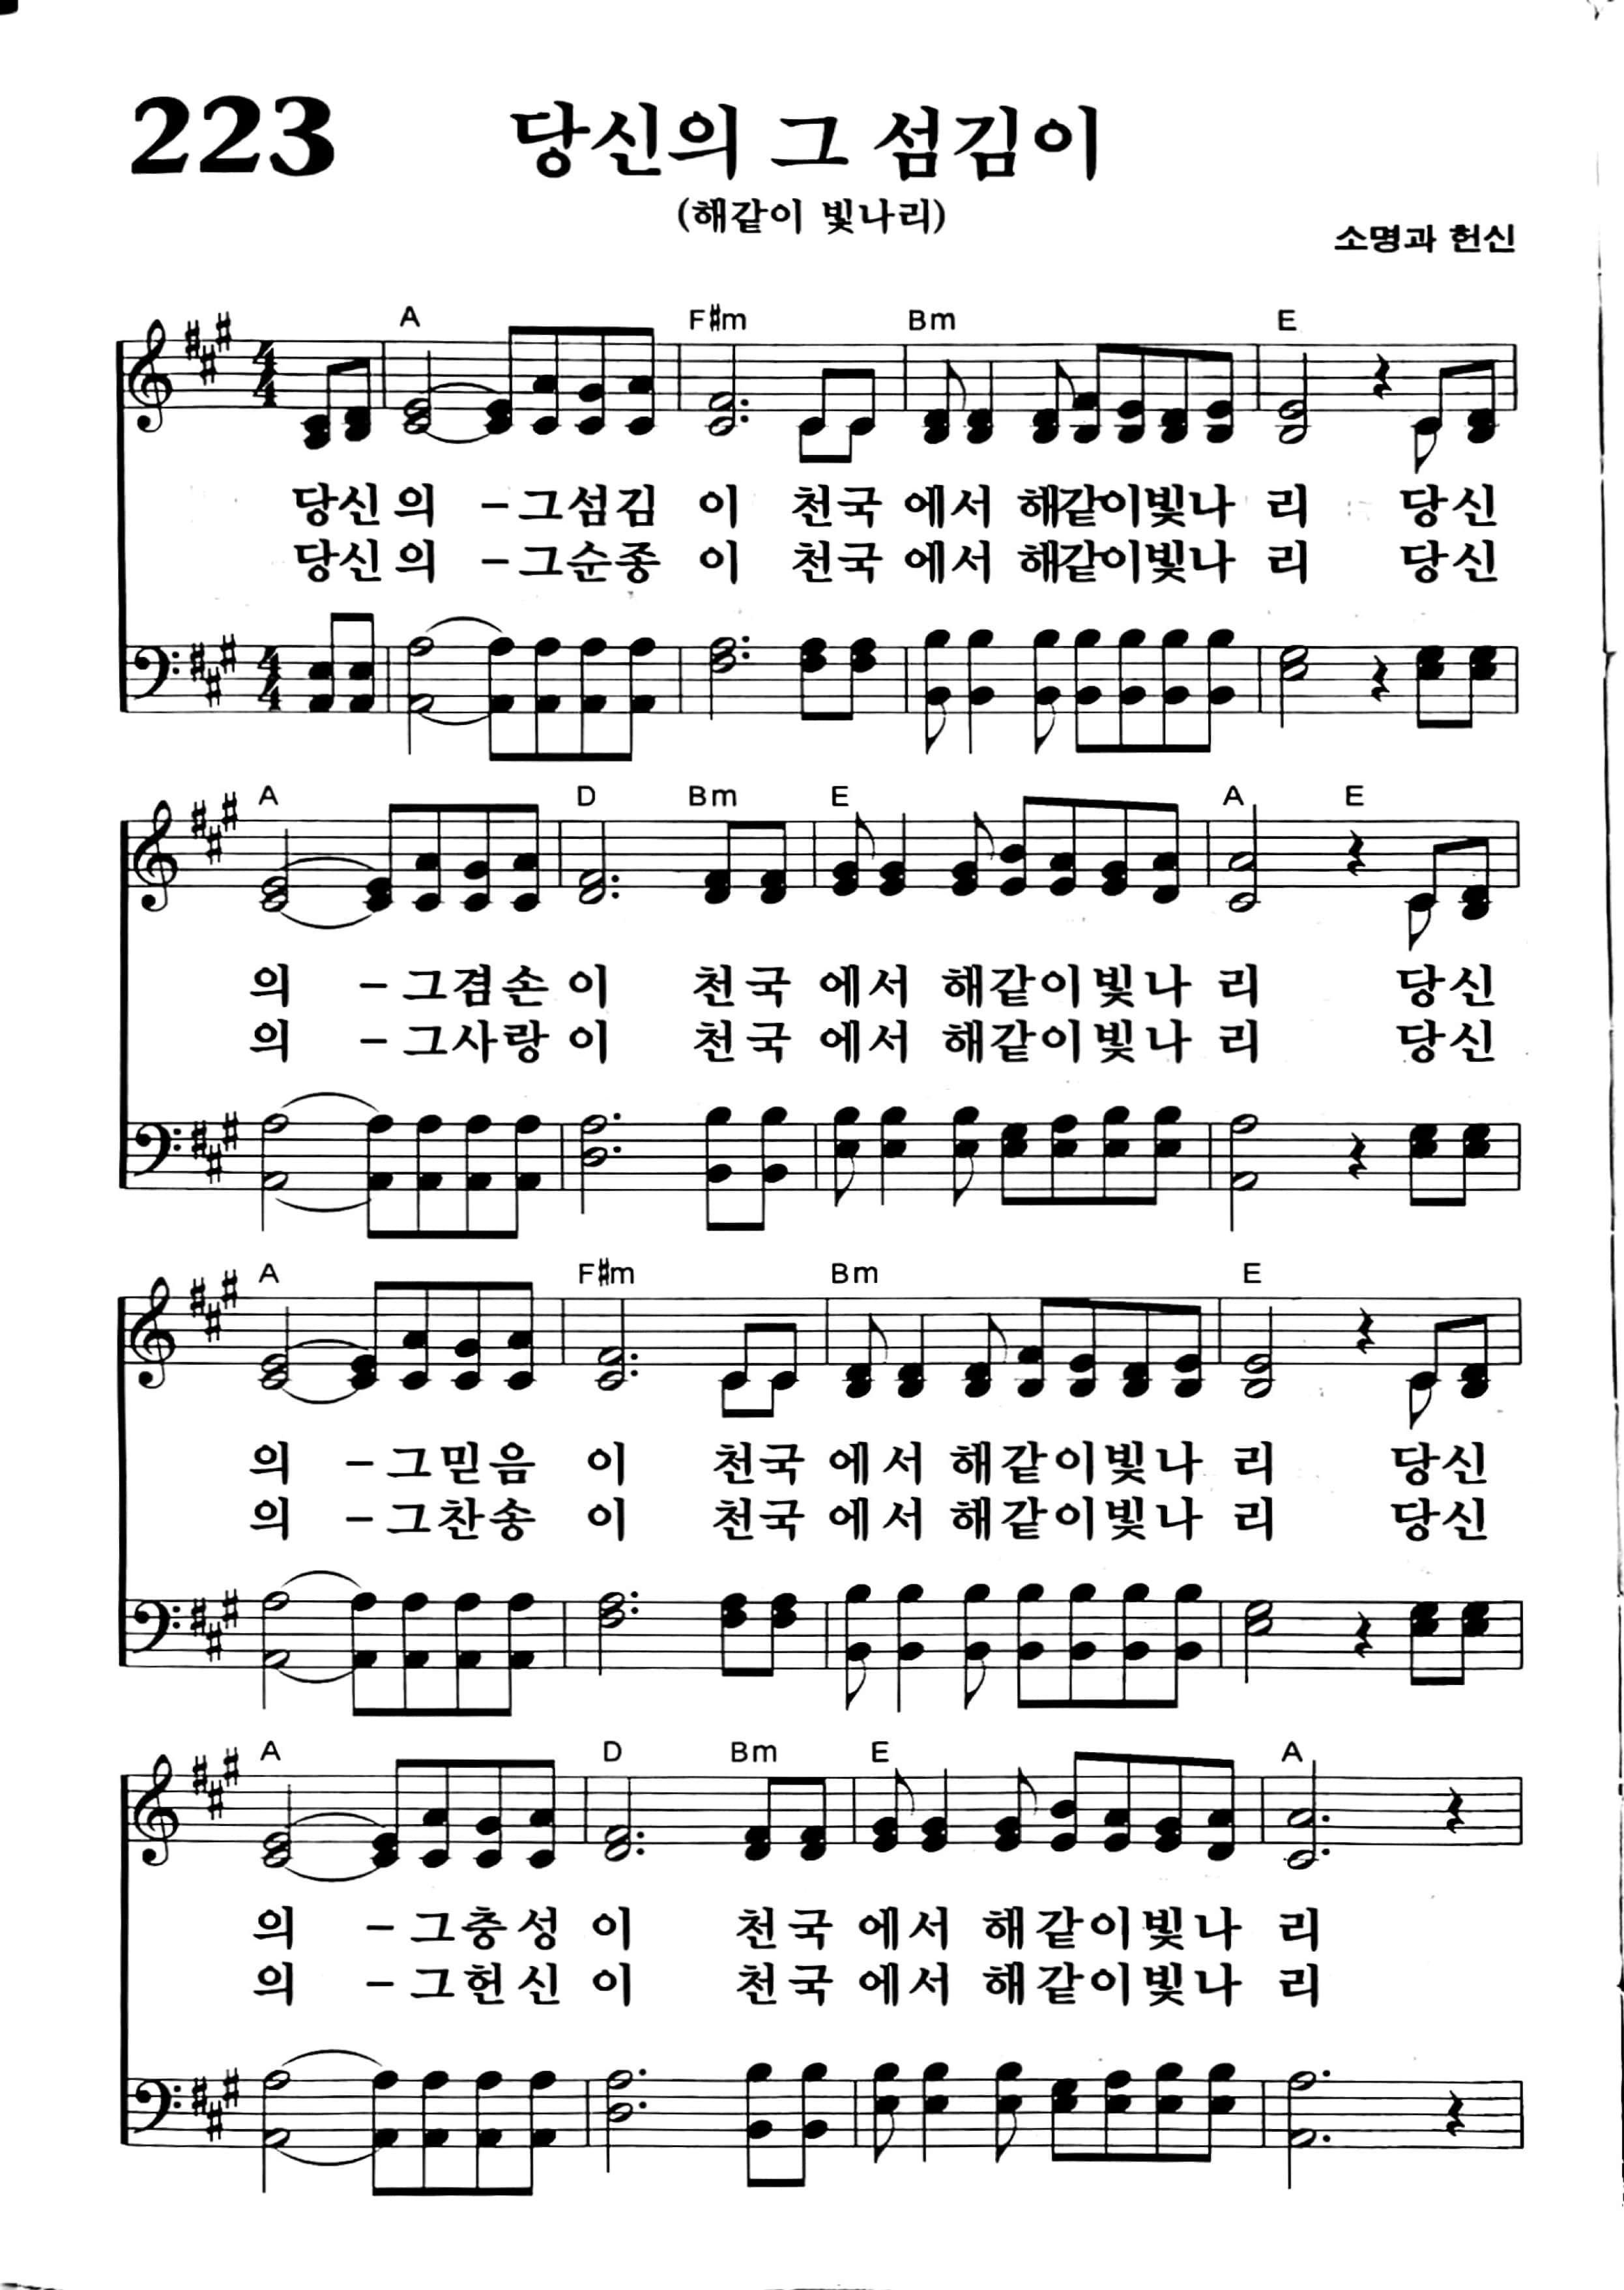 223 당신의 그 섬김이
(해같이 빛나리)
소명과 헌신
A F#m Bm E
4/4
당신의 -그섬김 이 천국 에서 해같이빛나 리 당신
당신의 -그순종 이 천국 에서 해같이빛나 리 당신
4/4
A D Bm E A E
의 -그겸손 이 천국 에서 해같이빛나 리 당신
의 -그사랑 이 천국 에서 해같이빛나 리 당신
A F#m Bm E
의 -그믿음 이 천국 에서 해같이빛나 리 당신
의 -그찬송 이 천국 에서 해같이빛나 리 당신
A D Bm E A
의 -그충성 이 천국 에서 해같이빛나 리
의 -그헌신 이 천국 에서 해같이빛나 리